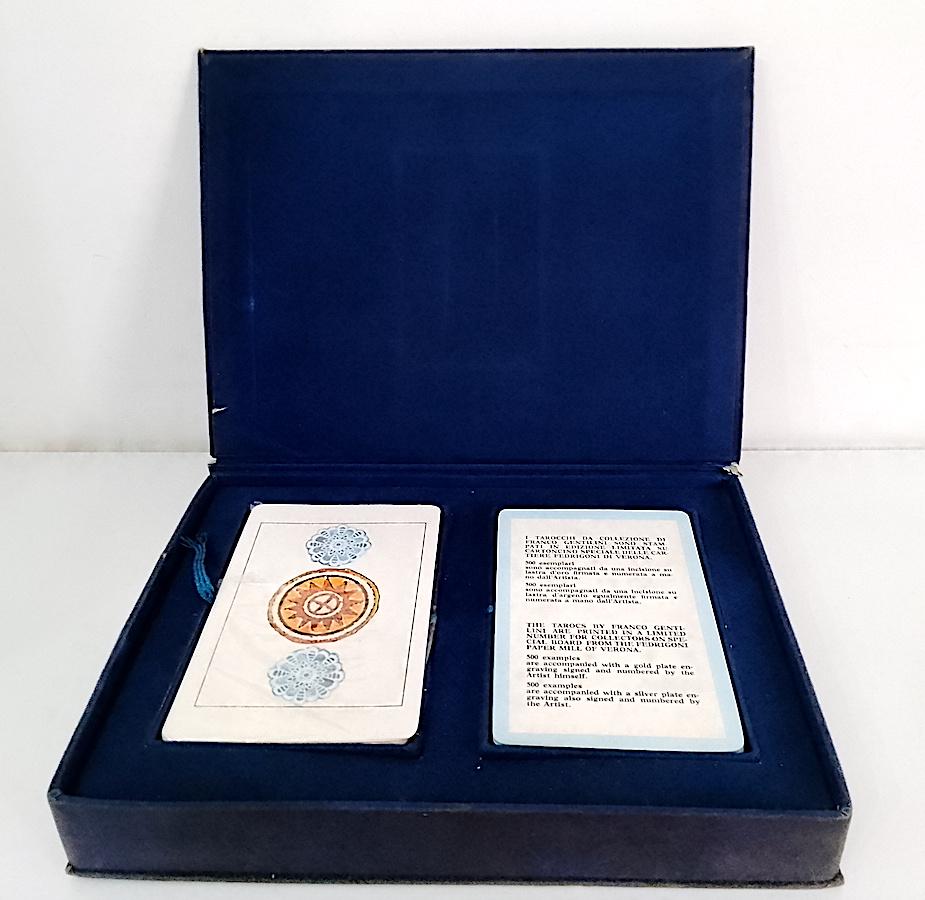 I TAROCCHI DA COLLEZIONE DI
FRANCO GENTILINI SONO STAM-
PATI IN EDIZIONE LIMITATA SU
CARTONCINO SPECIALE DELLE CAR-
TIERE FEDRIGONI DI VERONA.
500 esemplari
sono accompagnati da una incisione su
lastra d'oro firmata e numerata a ma-
no dall'Artista.
500 esemplari
sono accompagnati da una incisione su
lastra d'argento egualmente firmata e
numerata a mano dall'Artista.
THE TAROCS BY FRANCO GENTI-
LINI ARE PRINTED IN A LIMITED
NUMBER FOR COLLECTORS ON SPE-
CIAL BOARD FROM THE FEDRIGONI
PAPER MILL OF VERONA.
500 examples
are accompanied with a gold plate en-
graving signed and numbered by the
Artist himself.
500 examples
are accompanied with a silver plate en-
graving also signed and numbered by
the Artist.